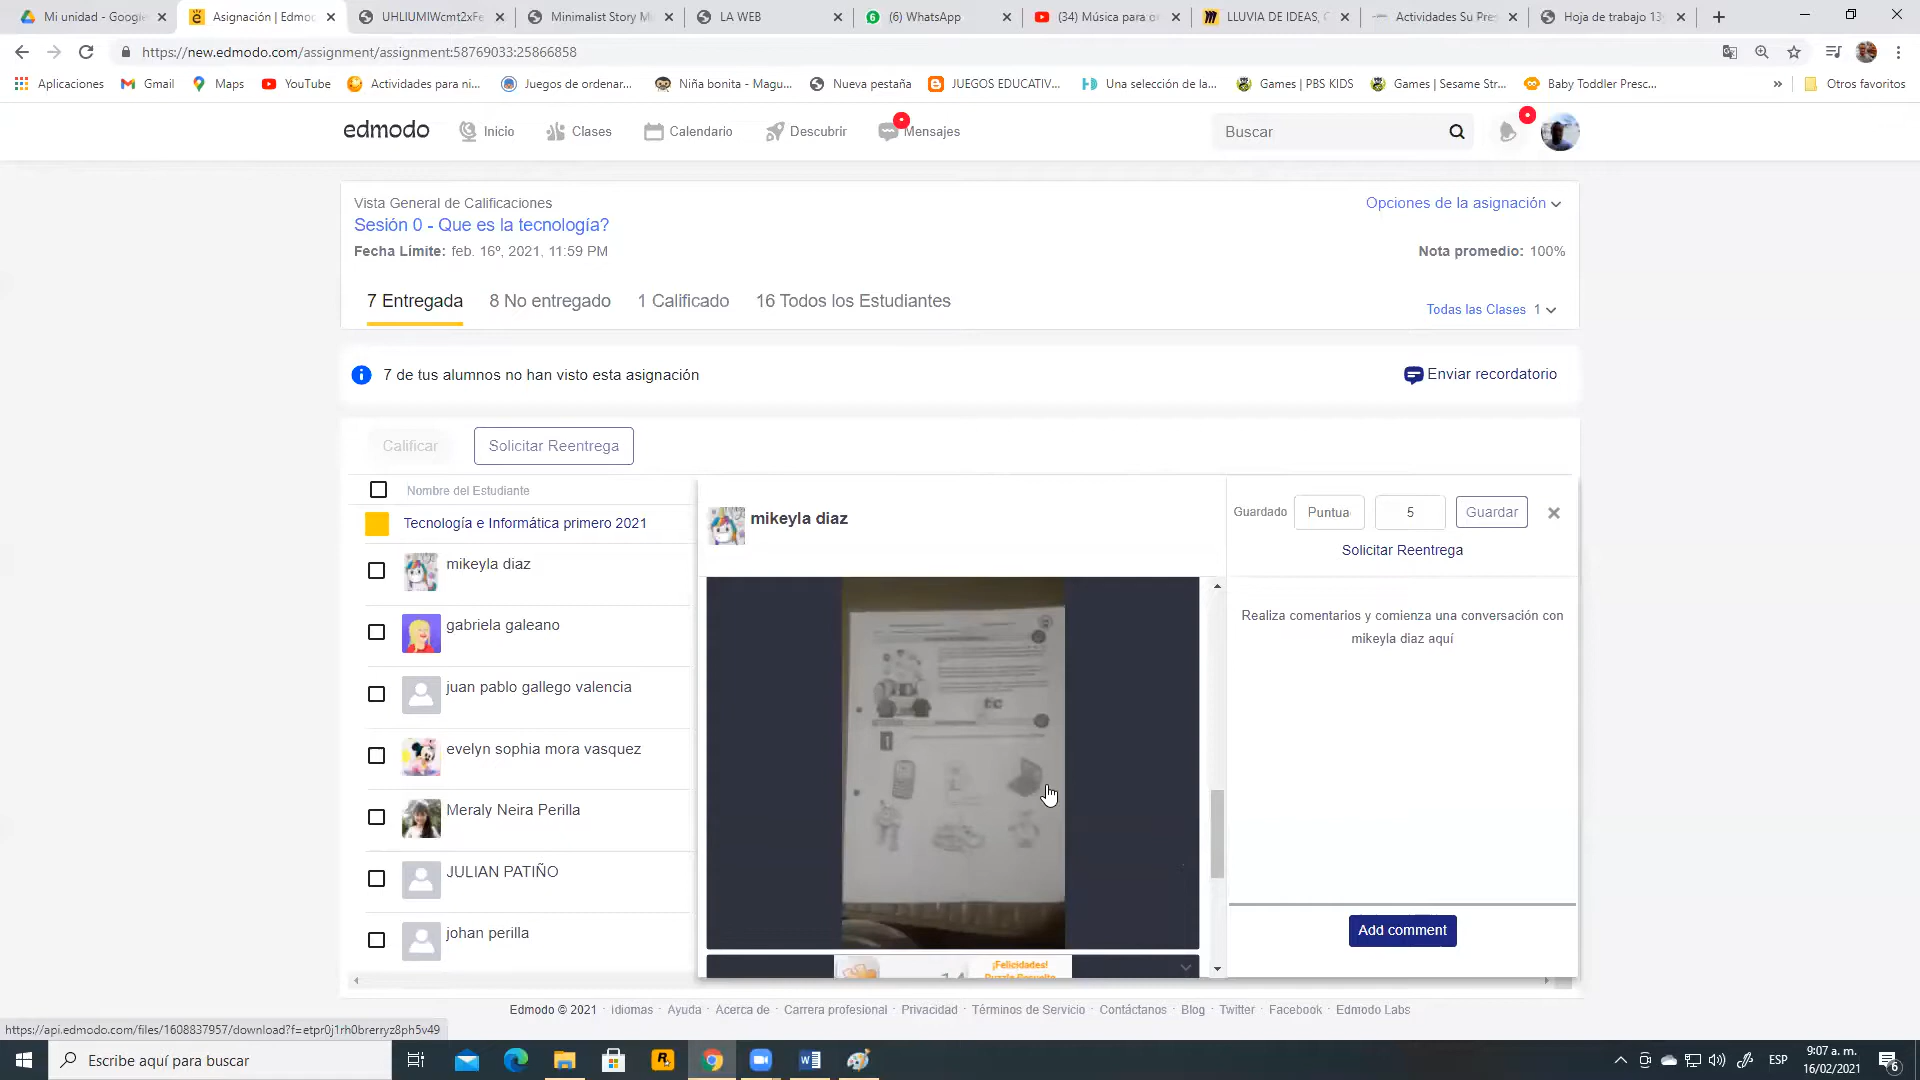 Mi unidad - Google
Asignación | Edmo
UHLIUMIWcmt2xFe
Minimalist Story M
LA WEB
(6) WhatsApp
(34) Música para o
LLUVIA DE IDEAS,
Actividades Su Pres
Hoja de trabajo 13
https://new.edmodo.com/assignment/assignment:58769033:25866858
Aplicaciones
Gmail
Maps
YouTube
Actividades para ni...
Juegos de ordenar...
Niña bonita - Magu...
Nueva pestaña
JUEGOS EDUCATIV...
Una selección de la...
Games | PBS KIDS
Games | Sesame Str...
Baby Toddler Presc...
»
Otros favoritos
edmodo
Inicio
Clases
Calendario
Descubrir
Mensajes
Buscar
Vista General de Calificaciones
Opciones de la asignación
Sesión 0 - Que es la tecnología?
Fecha Límite: feb. 16º, 2021, 11:59 PM
Nota promedio: 100%
7 Entregada
8 No entregado
1 Calificado
16 Todos los Estudiantes
Todas las Clases 1
7 de tus alumnos no han visto esta asignación
Enviar recordatorio
Calificar
Solicitar Reentrega
Nombre del Estudiante
Tecnología e Informática primero 2021
mikeyla diaz
gabriela galeano
juan pablo gallego valencia
evelyn sophia mora vasquez
Meraly Neira Perilla
JULIAN PATIÑO
johan perilla
mikeyla diaz
Guardado
Puntua
5
Guardar
Solicitar Reentrega
Realiza comentarios y comienza una conversación con
mikeyla diaz aquí
¡Felicidades!
Add comment
Edmodo © 2021 · Idiomas · Ayuda · Acerca de · Carrera profesional · Privacidad · Términos de Servicio · Contáctanos · Blog · Twitter · Facebook · Edmodo Labs
https://api.edmodo.com/files/1608837957/download?f=etpr0j1rh0brerryz8ph5v49
Escribe aquí para buscar
ESP
9:07 a. m.
16/02/2021
6